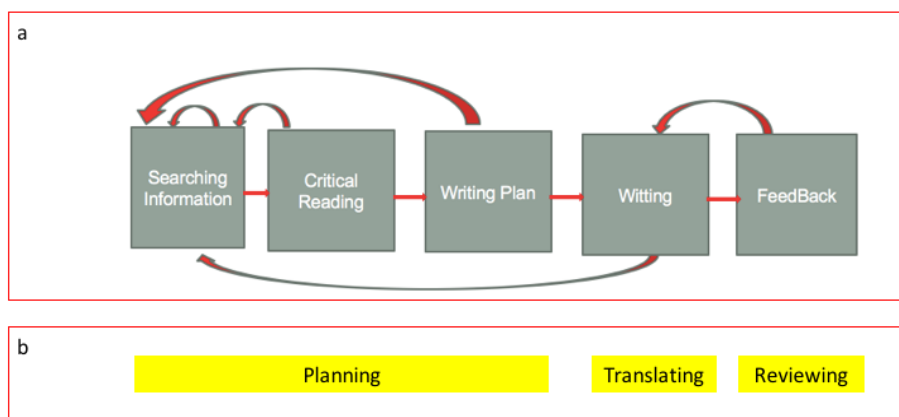 a
Searching
Information
Critical
Reading
Writing Plan
Witting
FeedBack
b
Planning
Translating
Reviewing